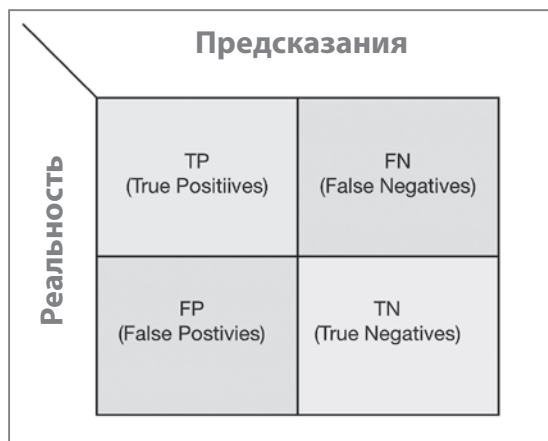 Предсказания
Реальность
TP
(True Positiives)
FN
(False Negatives)
FP
(False Postivies)
TN
(True Negatives)